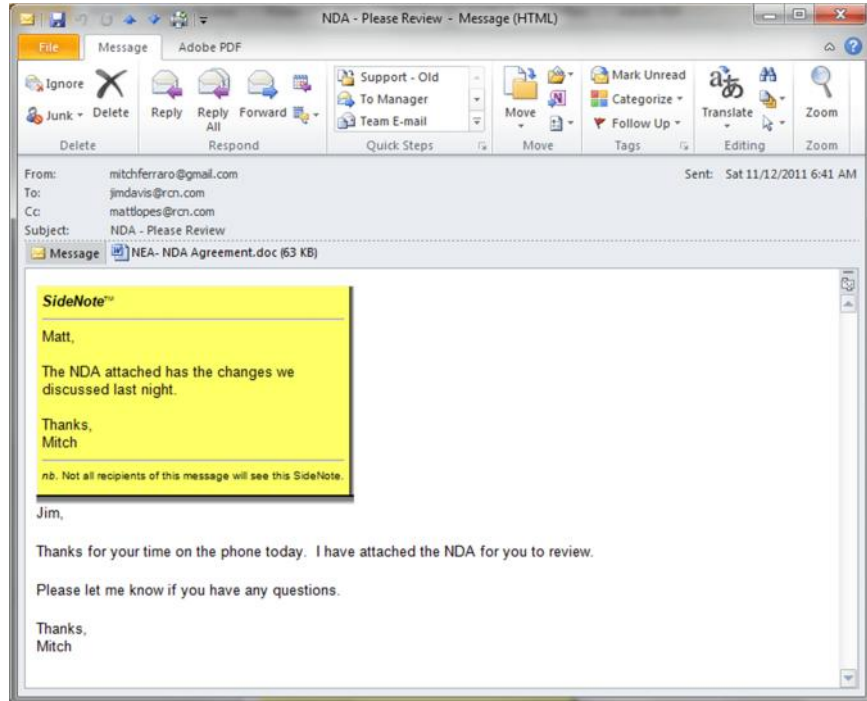 NDA - Please Review - Message (HTML)
File Message Adobe PDF
Ignore
Junk
Delete
Reply
Reply All
Forward
Support - Old
To Manager
Team E-mail
Move
Mark Unread
Categorize
Follow Up
Translate
Zoom
Delete Respond Quick Steps Move Tags Editing Zoom
From: mitchferraro@gmail.com Sent: Sat 11/12/2011 6:41 AM
To: jimdavis@rcn.com
Cc: mattlopes@rcn.com
Subject: NDA - Please Review
Message NEA- NDA Agreement.doc (63 KB)
SideNote™
Matt,
The NDA attached has the changes we
discussed last night.
Thanks,
Mitch
nb. Not all recipients of this message will see this SideNote.
Jim,
Thanks for your time on the phone today. I have attached the NDA for you to review.
Please let me know if you have any questions.
Thanks,
Mitch